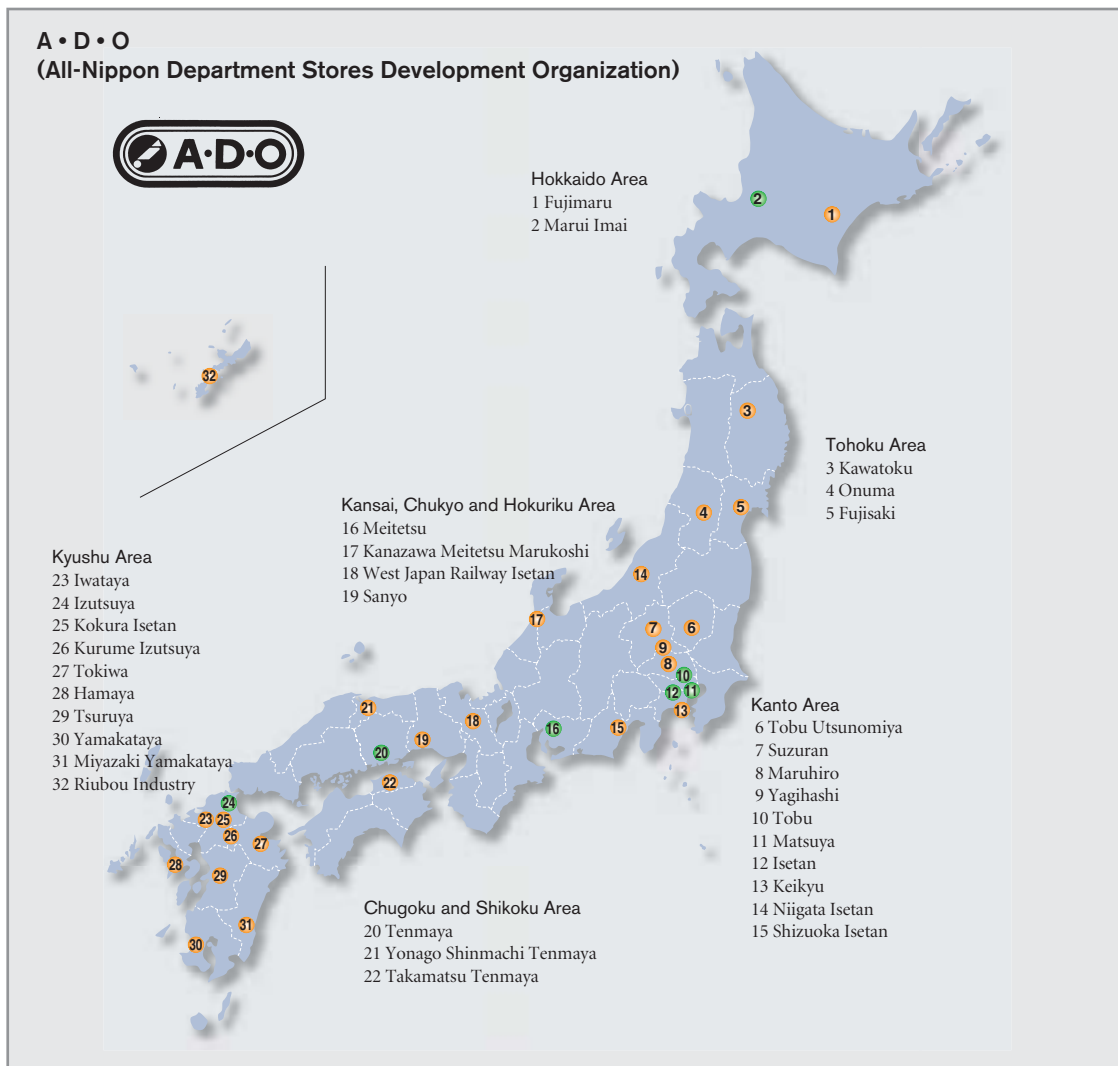 A • D • O
(All-Nippon Department Stores Development Organization)
A·D·O
Hokkaido Area
1 Fujimaru
2 Marui Imai
2
1
32
3
Tohoku Area
3 Kawatoku
4 Onuma
5 Fujisaki
4
5
Kansai, Chukyo and Hokuriku Area
16 Meitetsu
17 Kanazawa Meitetsu Marukoshi
18 West Japan Railway Isetan
19 Sanyo
Kyushu Area
23 Iwataya
24 Izutsuya
25 Kokura Isetan
26 Kurume Izutsuya
27 Tokiwa
28 Hamaya
29 Tsuruya
30 Yamakataya
31 Miyazaki Yamakataya
32 Riubou Industry
14
17
7
6
9
8
10
12
11
13
21
18
16
15
19
20
22
Kanto Area
6 Tobu Utsunomiya
7 Suzuran
8 Maruhiro
9 Yagihashi
10 Tobu
11 Matsuya
12 Isetan
13 Keikyu
14 Niigata Isetan
15 Shizuoka Isetan
24
23
25
26
27
28
29
31
30
Chugoku and Shikoku Area
20 Tenmaya
21 Yonago Shinmachi Tenmaya
22 Takamatsu Tenmaya